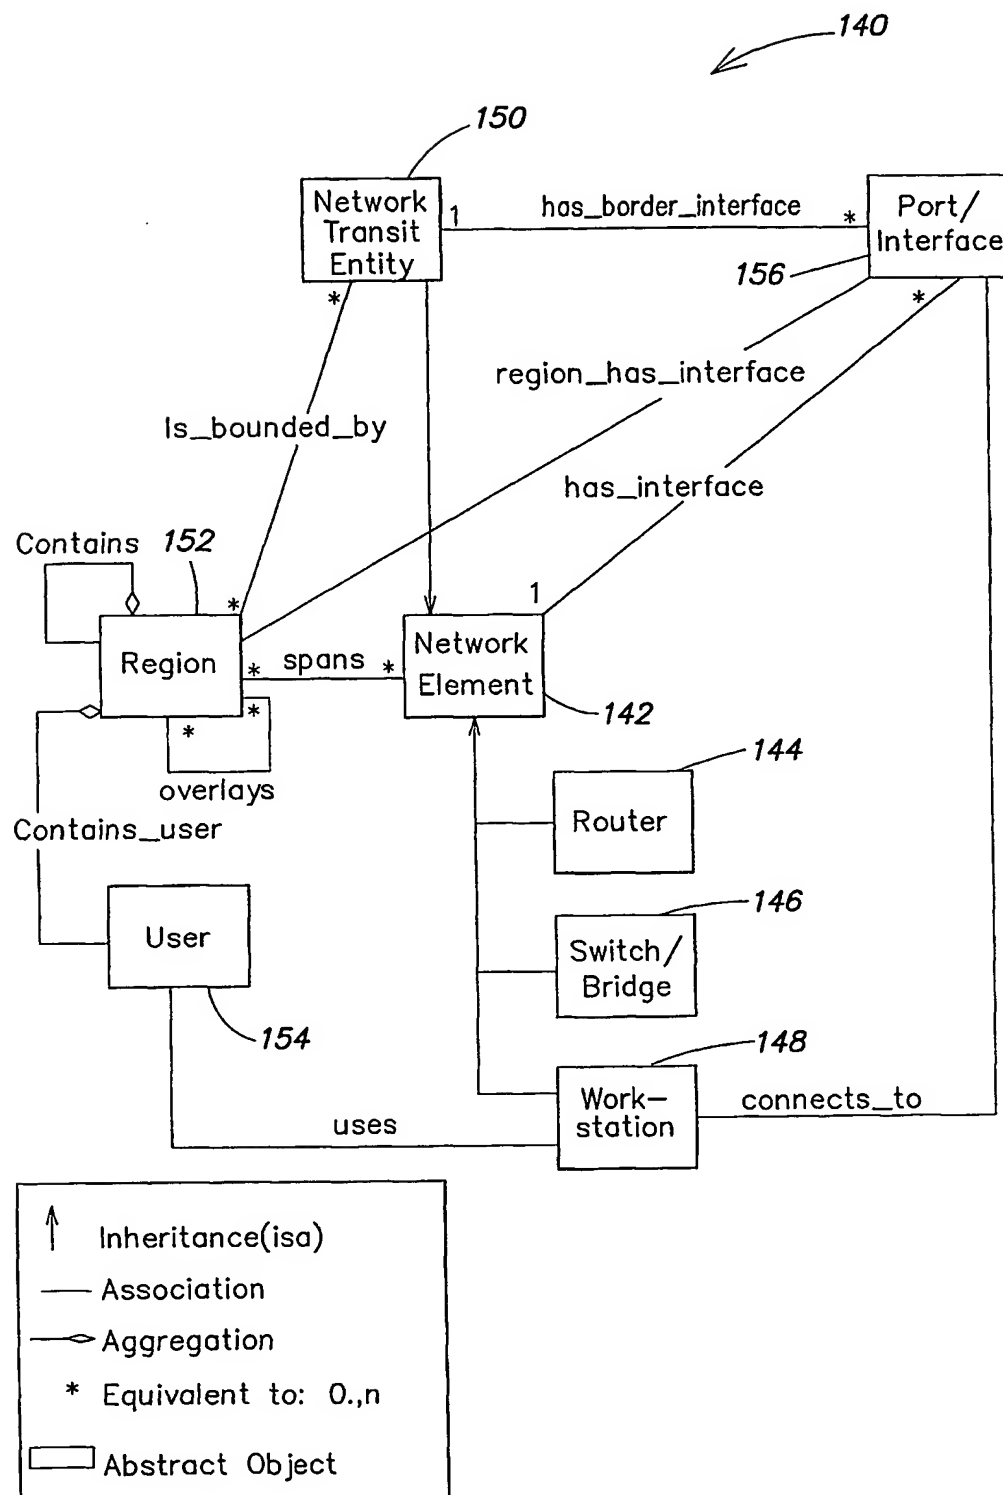 140
150
Network
Transit
Entity
1
has_border_interface
*
Port/
Interface
156
*
*
region_has_interface
Is_bounded_by
has_interface
Contains
152
*
1
Region
*
spans
*
Network
Element
142
*
*
overlays
144
Router
Contains_user
User
146
Switch/
Bridge
154
148
Work-
station
connects_to
uses
Inheritance(isa)
Association
Aggregation
* Equivalent to: 0.,n
Abstract Object